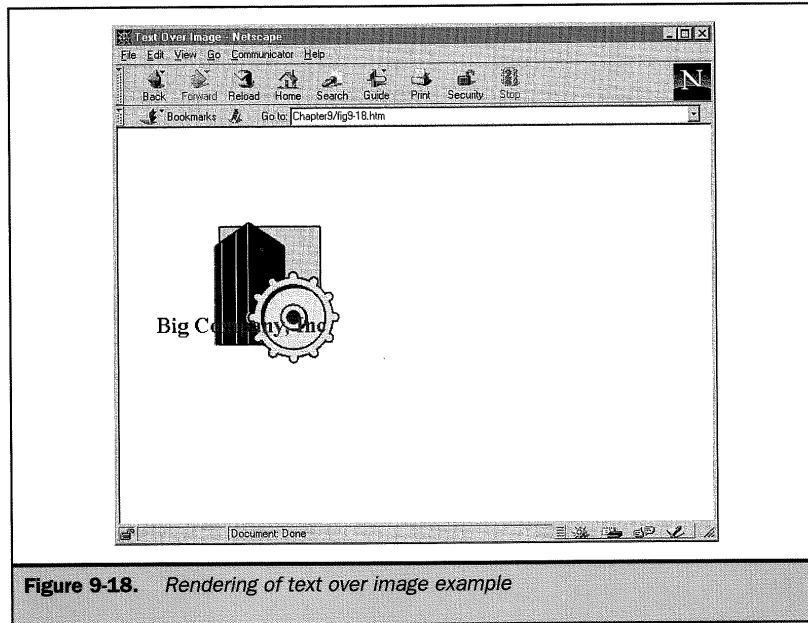 Text Over Image - Netscape
File Edit View Go Communicator Help
Back Forward Reload Home Search Guide Print Security Stop
N
Bookmarks Go to: Chapter9/fig9-18.htm
Big Company, Inc.
Document: Done
Figure 9-18. Rendering of text over image example